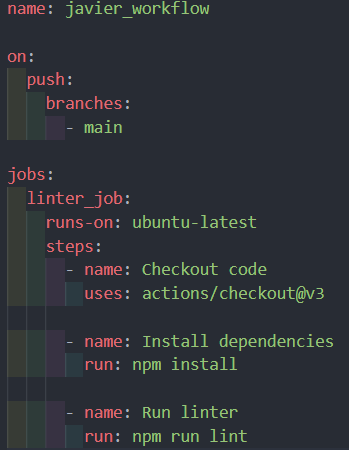 name: javier_workflow
on:
  push:
    branches:
      - main
jobs:
  linter_job:
    runs-on: ubuntu-latest
    steps:
      - name: Checkout code
        uses: actions/checkout@v3
      - name: Install dependencies
        run: npm install
      - name: Run linter
        run: npm run lint